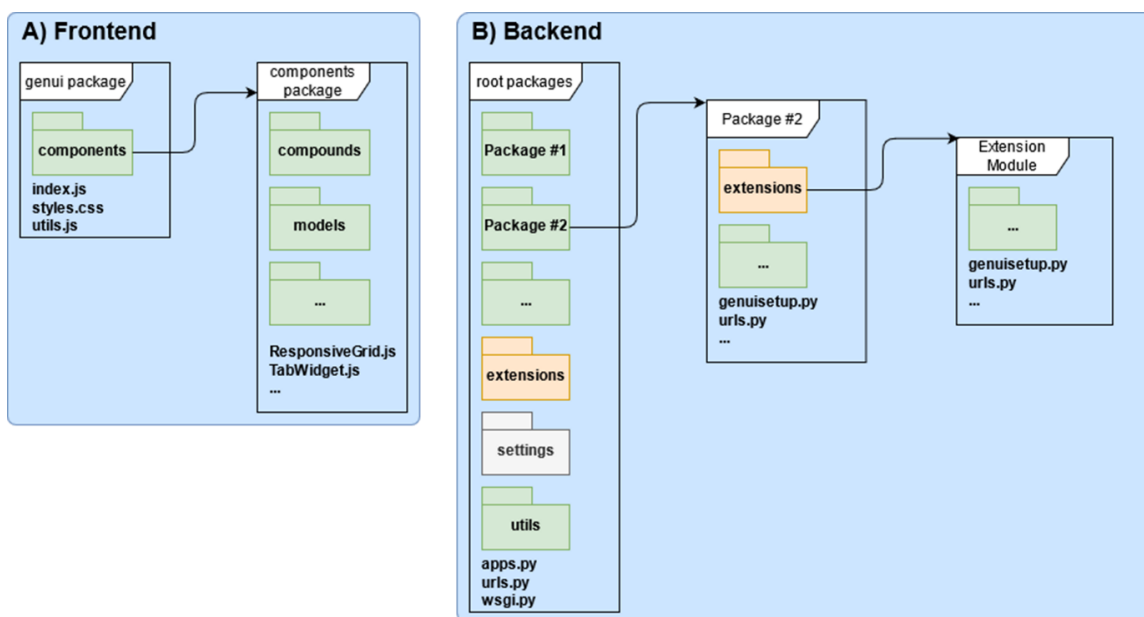 A) Frontend
genui package
components
index.js
styles.css
utils.js
components
package
compounds
models
...
ResponsiveGrid.js
TabWidget.js
...
B) Backend
root packages
Package #1
Package #2
...
extensions
settings
utils
apps.py
urls.py
wsgi.py
Package #2
extensions
...
genuisetup.py
urls.py
...
Extension
Module
...
genuisetup.py
urls.py
...